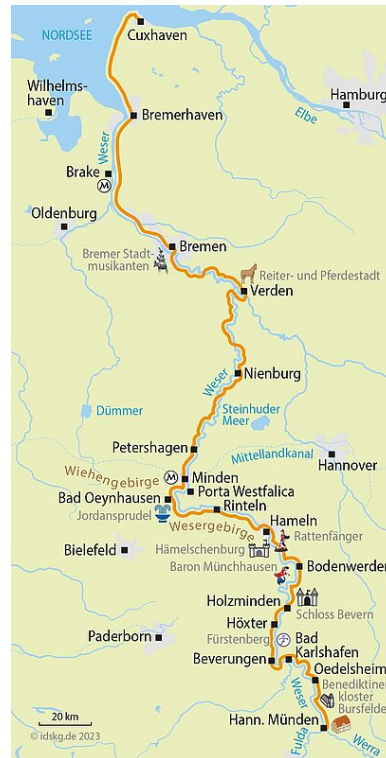 NORDSEE
Cuxhaven
Wilhelms-
haven
Hamburg
Elbe
Bremerhaven
Weser
Brake
M
Oldenburg
Bremen
Bremer Stadt-
musikanten
Reiter- und Pferdestadt
Verden
Nienburg
Weser
Dümmer
Steinhuder
Meer
Petershagen
Mittellandkanal
Hannover
Wiehengebirge
M
Minden
Porta Westfalica
Bad Oeynhausen
Rinteln
Jordansprudel
Wesergebirge
Hameln
Rattenfänger
Bielefeld
Hämelschenburg
Baron Münchhausen
Bodenwerder
Holzminden
Schloss Bevern
Höxter
Fürstenberg
Bad
Karlshafen
Paderborn
Beverungen
Oedelsheim
Benediktiner
kloster
Bursfelde
Weser
Hann. Münden
Fulda
Werra
20 km
© idskg.de 2023